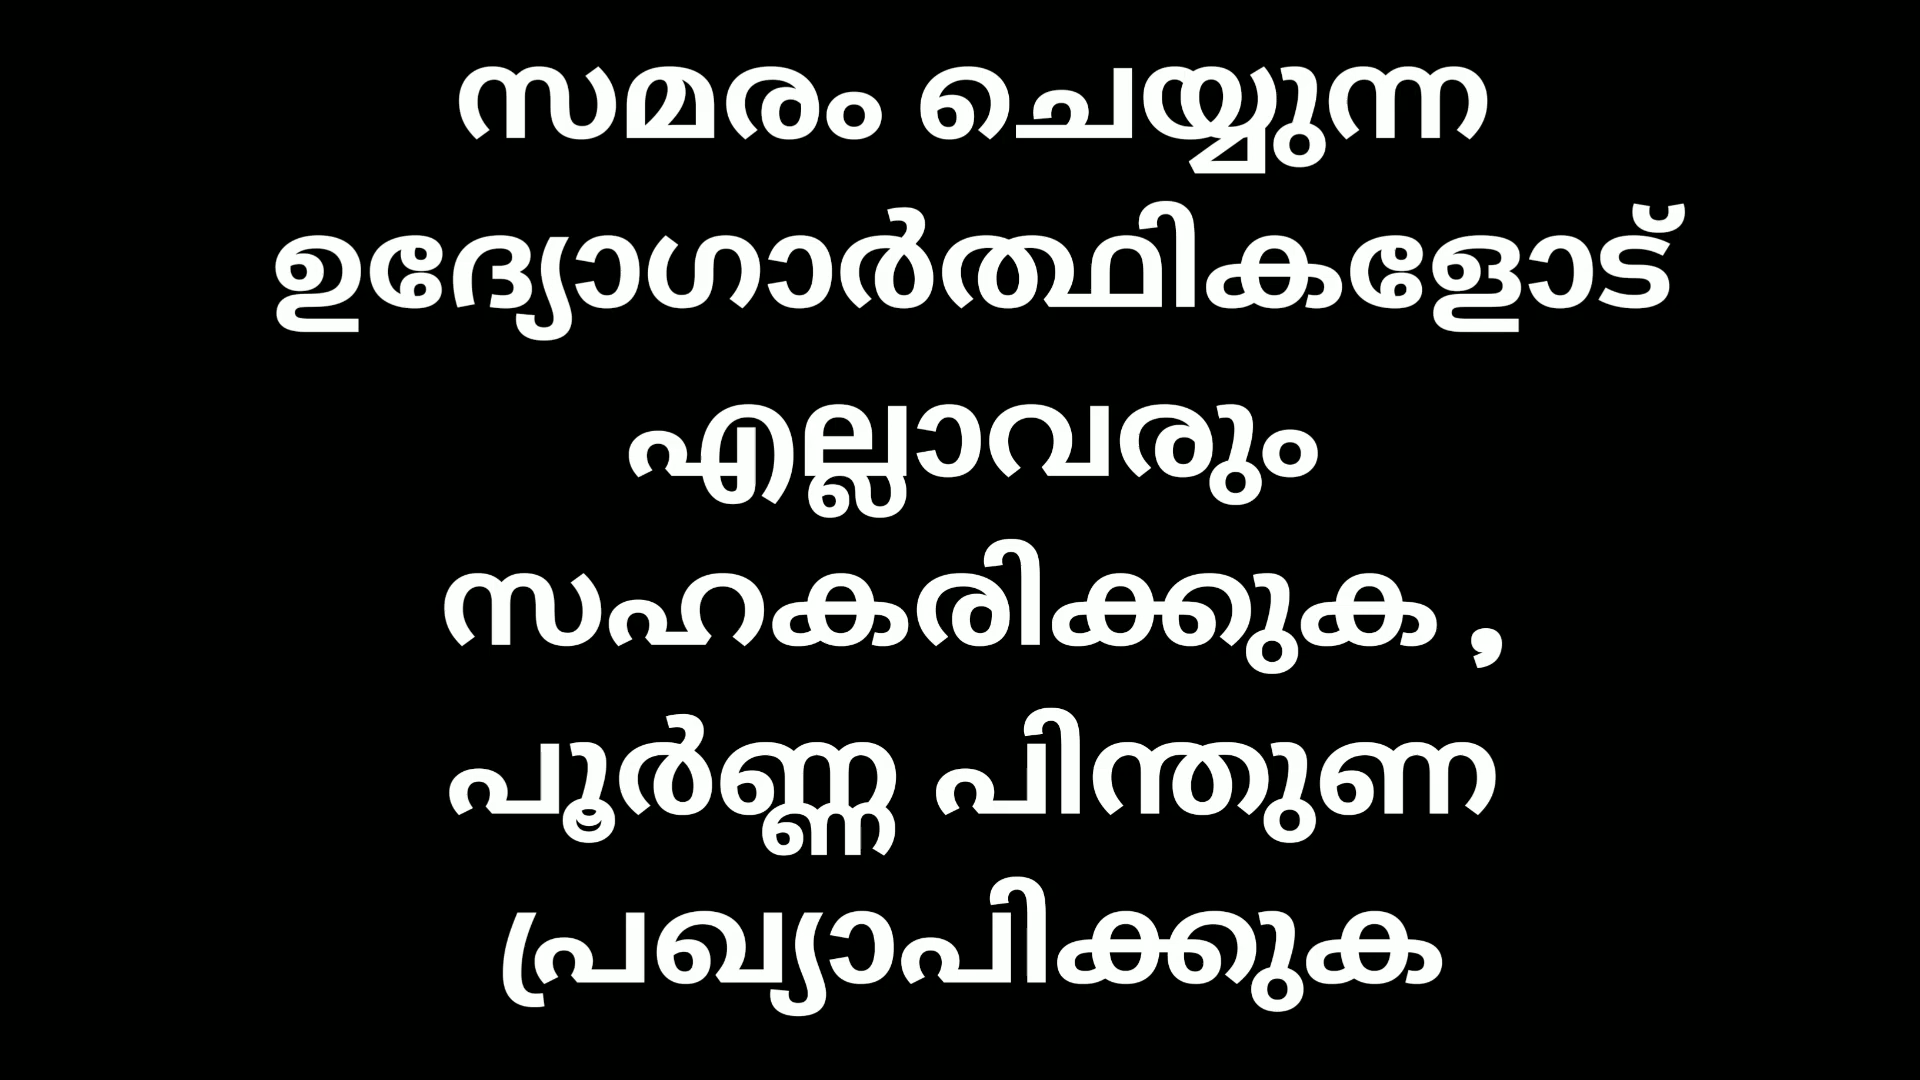 സമരം ചെയ്യുന്ന
ഉദ്യോഗാർത്ഥികളോട്
എല്ലാവരും
സഹകരിക്കുക ,
പൂർണ്ണ പിന്തുണ
പ്രഖ്യാപിക്കുക